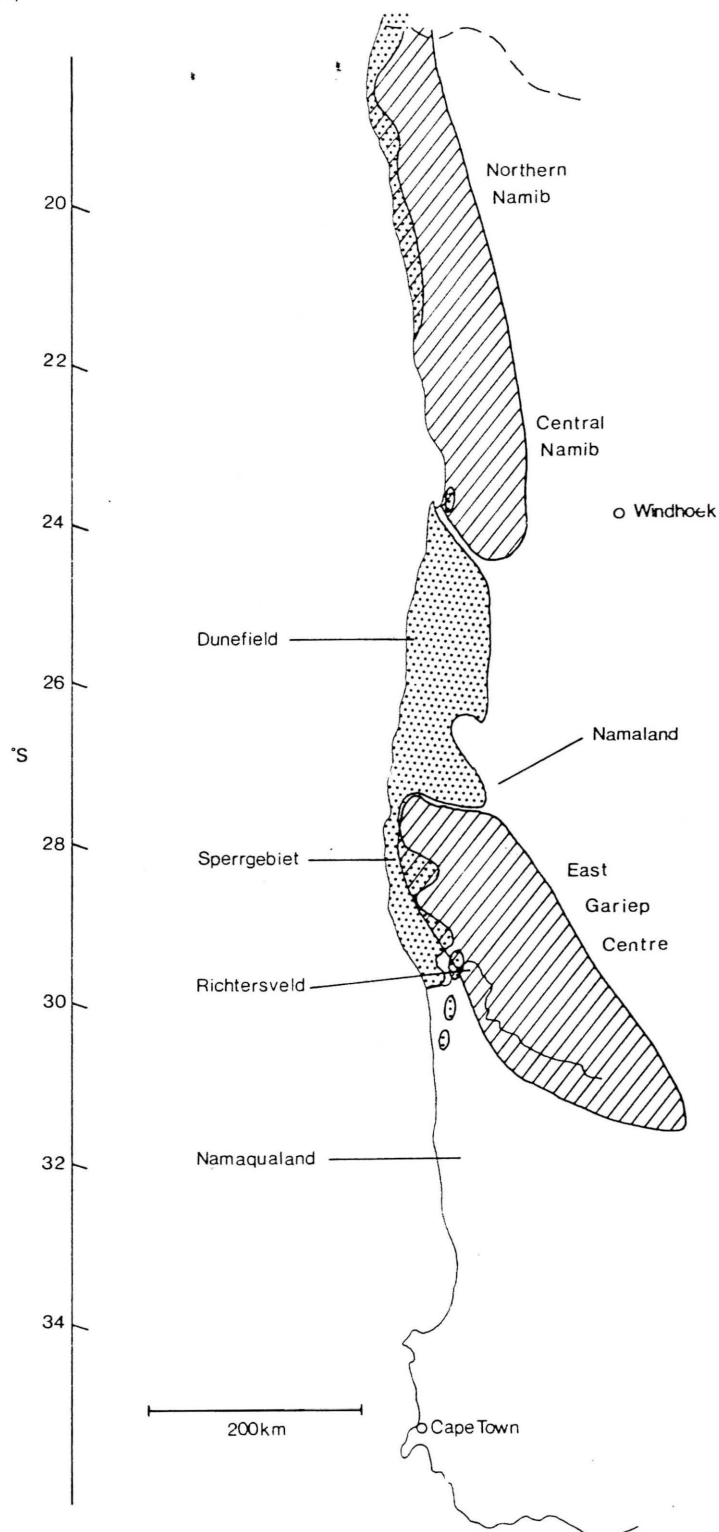 Northern
Namib
20
22
Central
Namib
Windhoek
24
Dunefield
26
Namaland
°S
28
Sperrgebiet
East
Gariep
Centre
Richtersveld
30
Namaqualand
32
34
200km
Cape Town